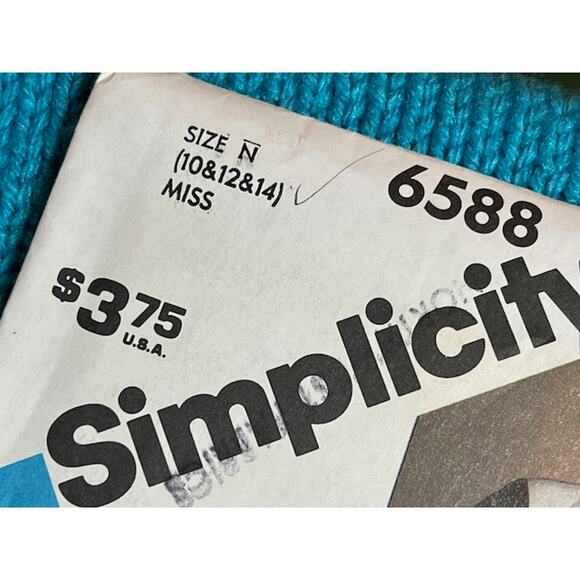 SIZE N
(10&12&14)
MISS
6588
$3.75
U.S.A.
Simplicity